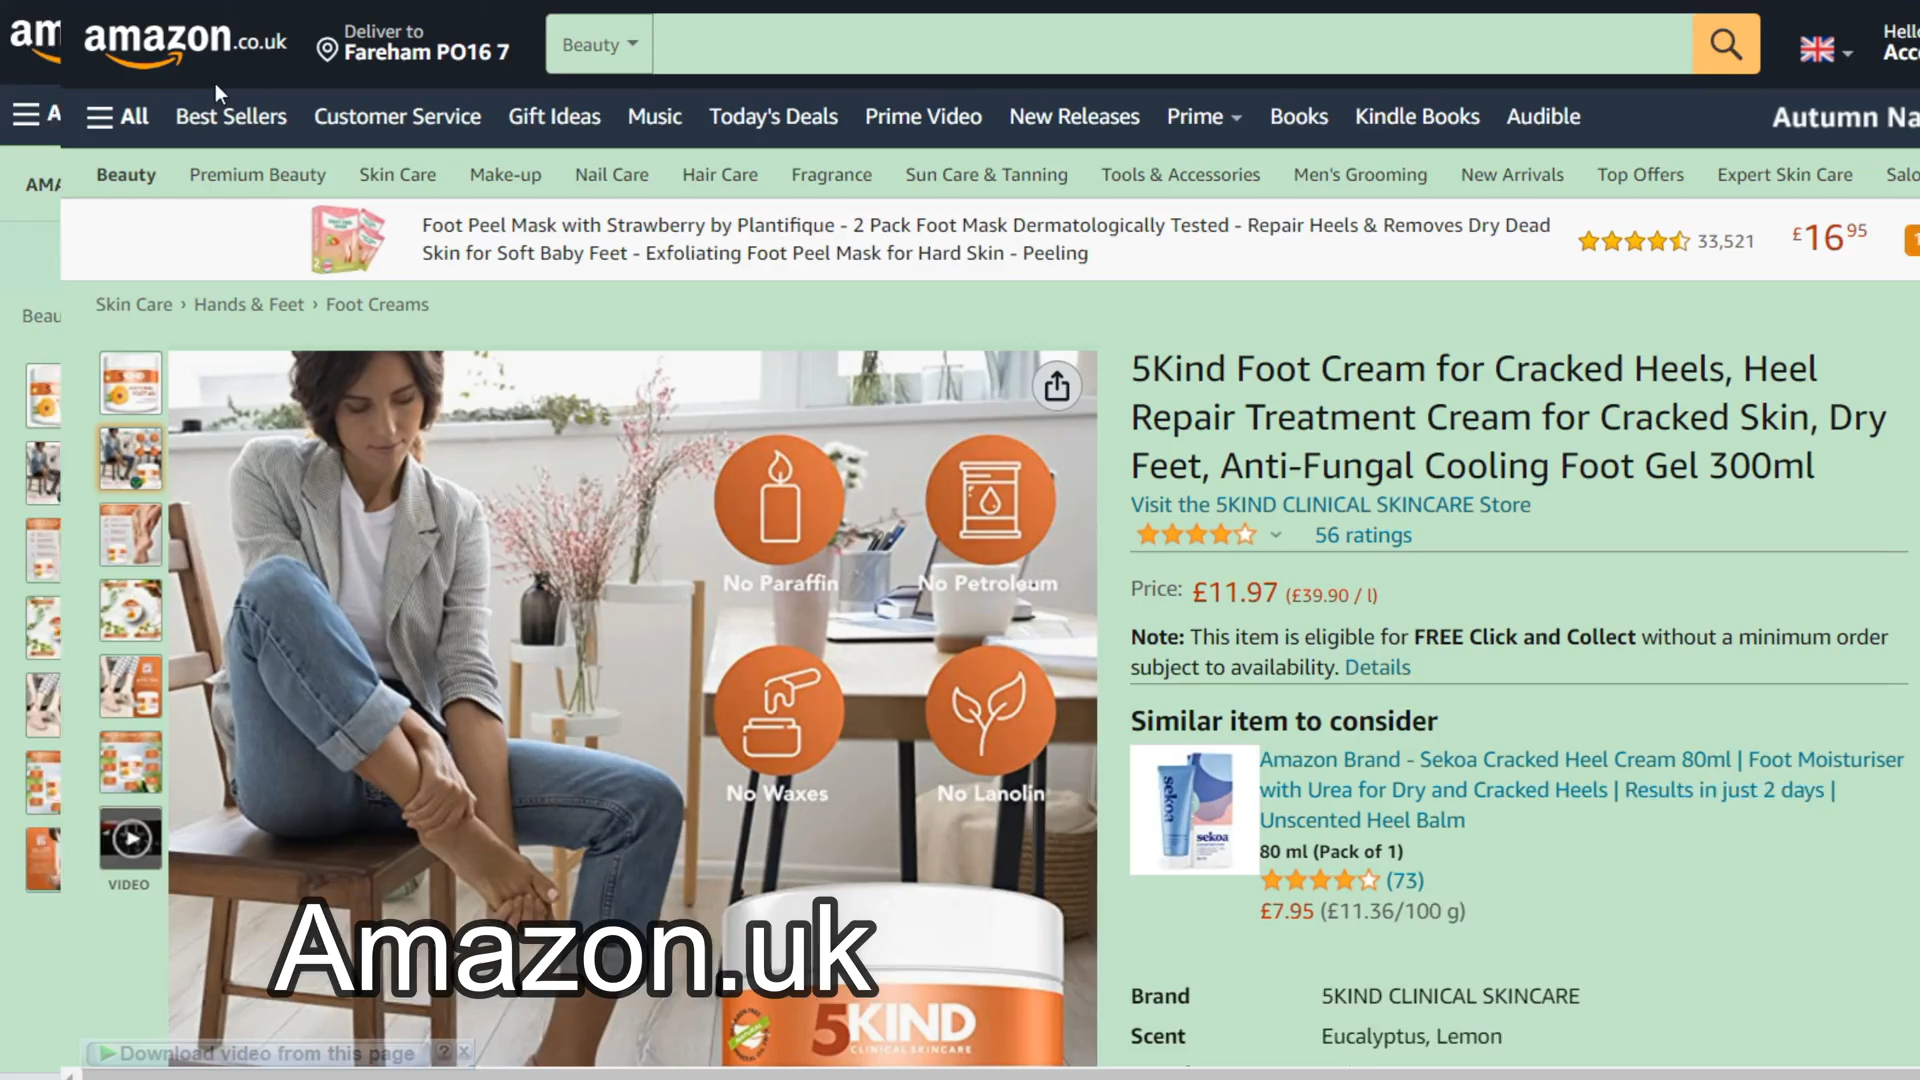 am
amazon.co.uk
Deliver to
Fareham PO16 7
Beauty
Hello
Acc
A
All
Best Sellers
Customer Service
Gift Ideas
Music
Today's Deals
Prime Video
New Releases
Prime
Books
Kindle Books
Audible
Autumn Na
AMA
Beauty
Premium Beauty
Skin Care
Make-up
Nail Care
Hair Care
Fragrance
Sun Care & Tanning
Tools & Accessories
Men's Grooming
New Arrivals
Top Offers
Expert Skin Care
Salo
Foot Peel Mask with Strawberry by Plantifique - 2 Pack Foot Mask Dermatologically Tested - Repair Heels & Removes Dry Dead
Skin for Soft Baby Feet - Exfoliating Foot Peel Mask for Hard Skin - Peeling
33,521
£16 95
Beau
Skin Care › Hands & Feet › Foot Creams
5Kind Foot Cream for Cracked Heels, Heel
Repair Treatment Cream for Cracked Skin, Dry
Feet, Anti-Fungal Cooling Foot Gel 300ml
Visit the 5KIND CLINICAL SKINCARE Store
56 ratings
No Paraffin
No Petroleum
No Waxes
No Lanolin
Price: £11.97 (£39.90 / l)
Note: This item is eligible for FREE Click and Collect without a minimum order
subject to availability. Details
Similar item to consider
sekoa
sekoa
Amazon Brand - Sekoa Cracked Heel Cream 80ml | Foot Moisturiser
with Urea for Dry and Cracked Heels | Results in just 2 days |
Unscented Heel Balm
80 ml (Pack of 1)
(73)
£7.95 (£11.36/100 g)
VIDEO
Amazon.uk
5KIND
CLINICAL SKINCARE
Brand
5KIND CLINICAL SKINCARE
Scent
Eucalyptus, Lemon
Download video from this page
? x